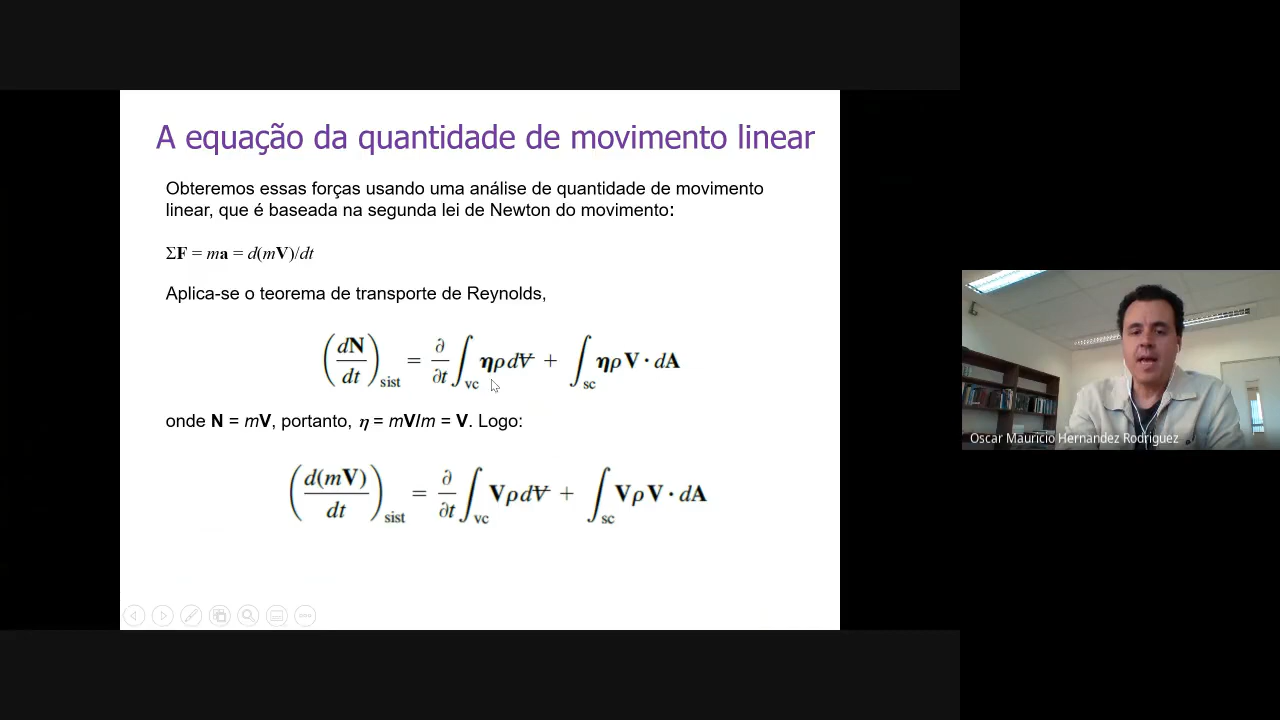 A equação da quantidade de movimento linear
Obteremos essas forças usando uma análise de quantidade de movimento
linear, que é baseada na segunda lei de Newton do movimento:
ΣF = ma = d(mV)/dt
Aplica-se o teorema de transporte de Reynolds,
(dN/dt)sist = ∂/∂t ∫vc ηρ dV̶ + ∫sc ηρ V · dA
onde N = mV, portanto, η = mV/m = V. Logo:
(d(mV)/dt)sist = ∂/∂t ∫vc Vρ dV̶ + ∫sc Vρ V · dA
Oscar Mauricio Hernandez Rodriguez